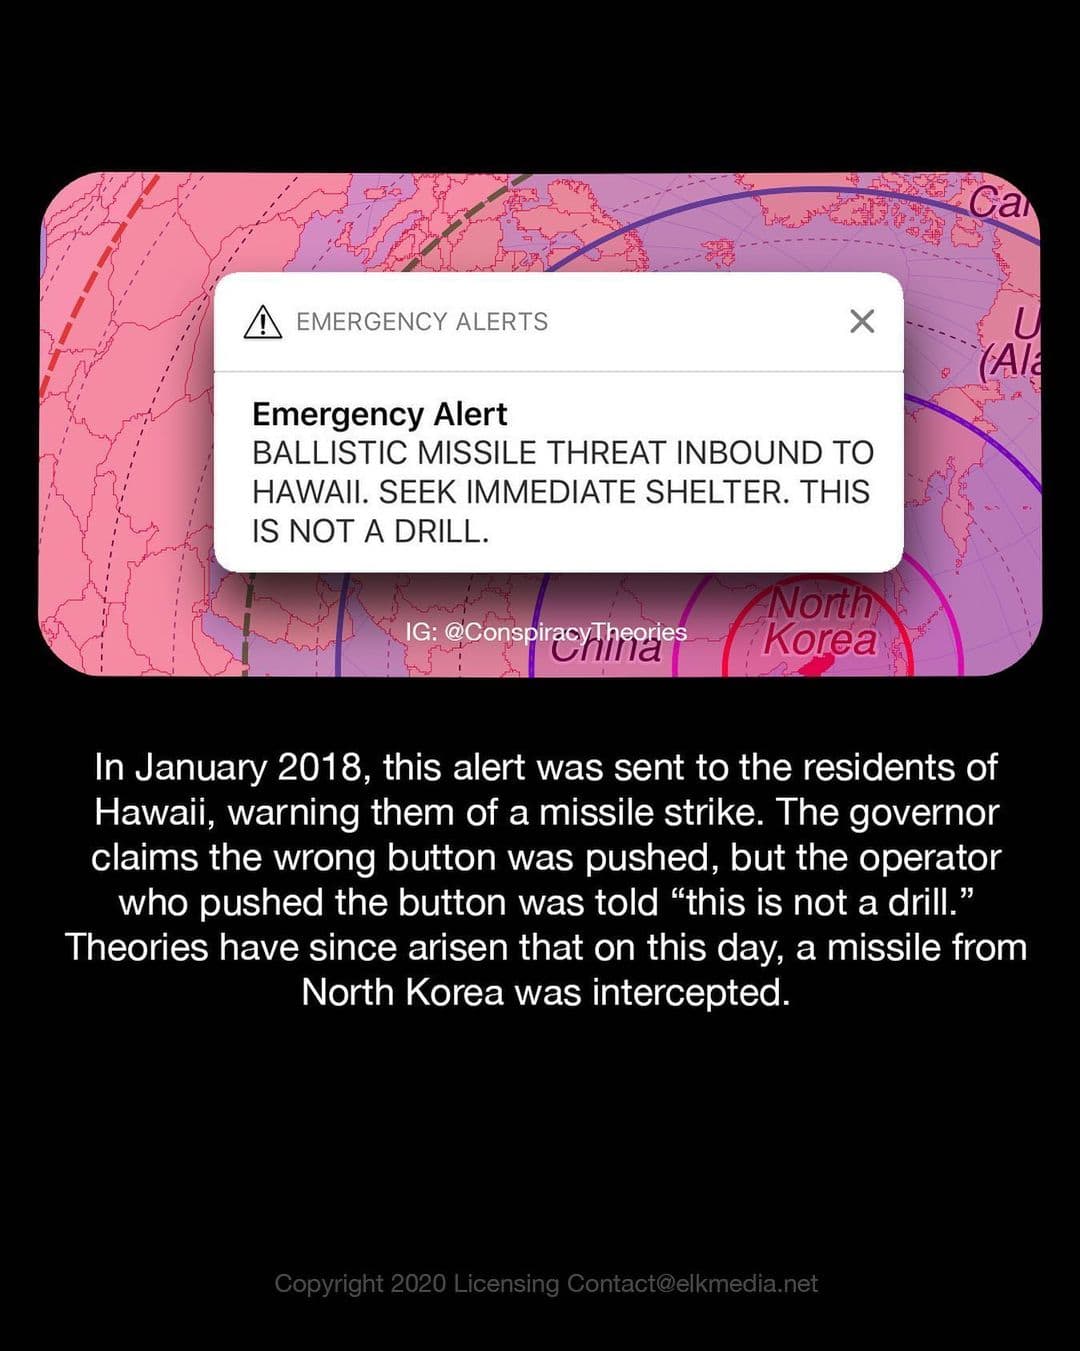 Car
U
(Ala
EMERGENCY ALERTS
Emergency Alert
BALLISTIC MISSILE THREAT INBOUND TO
HAWAII. SEEK IMMEDIATE SHELTER. THIS
IS NOT A DRILL.
North
Korea
IG: @ConspiracyTheories
China
In January 2018, this alert was sent to the residents of
Hawaii, warning them of a missile strike. The governor
claims the wrong button was pushed, but the operator
who pushed the button was told “this is not a drill.”
Theories have since arisen that on this day, a missile from
North Korea was intercepted.
Copyright 2020 Licensing Contact@elkmedia.net